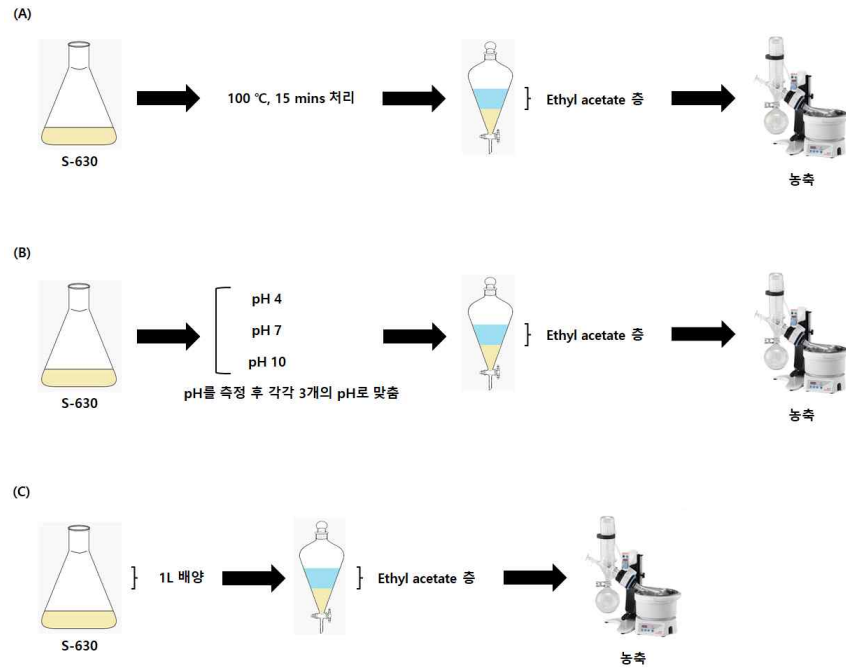 (A)
100 ℃, 15 mins 처리
Ethyl acetate 층
S-630
농축
(B)
pH 4
pH 7
pH 10
Ethyl acetate 층
pH를 측정 후 각각 3개의 pH로 맞춤
S-630
농축
(C)
1L 배양
Ethyl acetate 층
S-630
농축